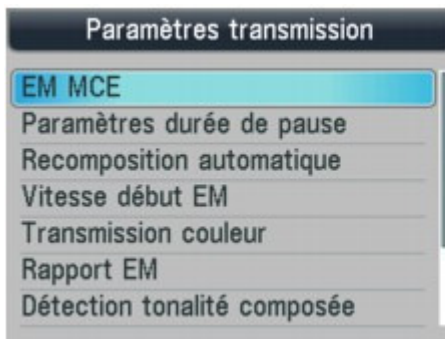 Paramètres transmission
EM MCE
Paramètres durée de pause
Recomposition automatique
Vitesse début EM
Transmission couleur
Rapport EM
Détection tonalité composée